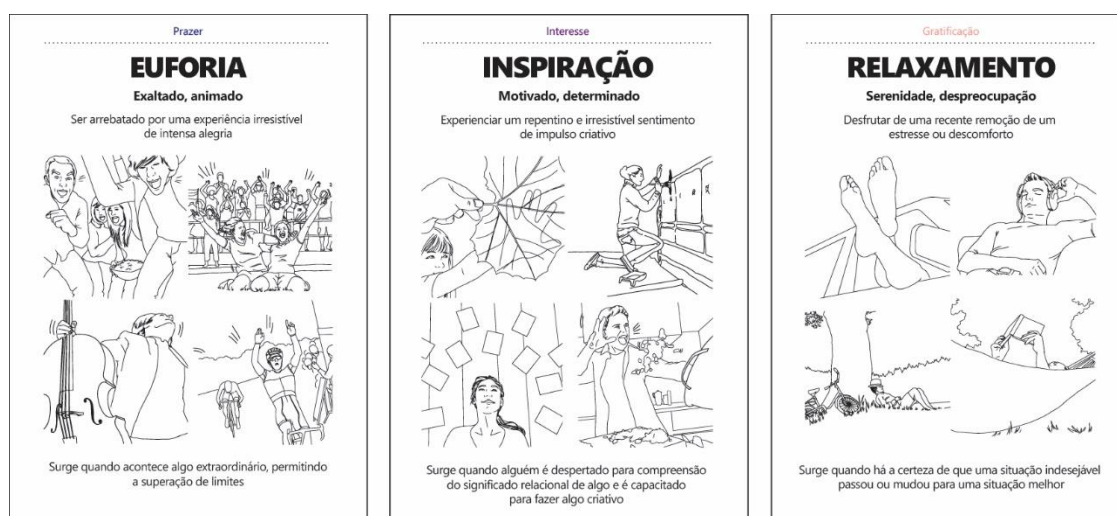 Prazer
EUFORIA
Exaltado, animado
Ser arrebatado por uma experiência irresistível
de intensa alegria
Surge quando acontece algo extraordinário, permitindo
a superação de limites
Interesse
INSPIRAÇÃO
Motivado, determinado
Experienciar um repentino e irresistível sentimento
de impulso criativo
Surge quando alguém é despertado para compreensão
do significado relacional de algo e é capacitado
para fazer algo criativo
Gratificação
RELAXAMENTO
Serenidade, despreocupação
Desfrutar de uma recente remoção de um
estresse ou descomforto
Surge quando há a certeza de que uma situação indesejável
passou ou mudou para uma situação melhor